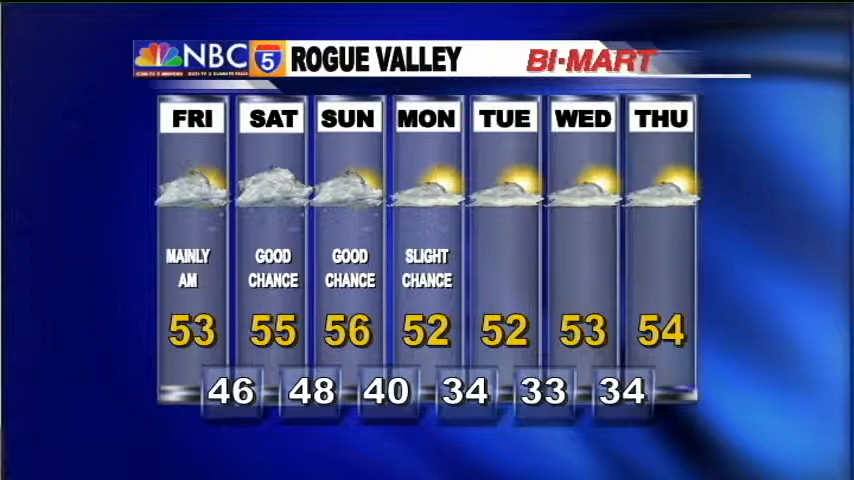 NBC 5 ROGUE VALLEY BI-MART
FRI SAT SUN MON TUE WED THU
MAINLY GOOD GOOD SLIGHT
AM CHANCE CHANCE CHANCE
53 55 56 52 52 53 54
46 48 40 34 33 34